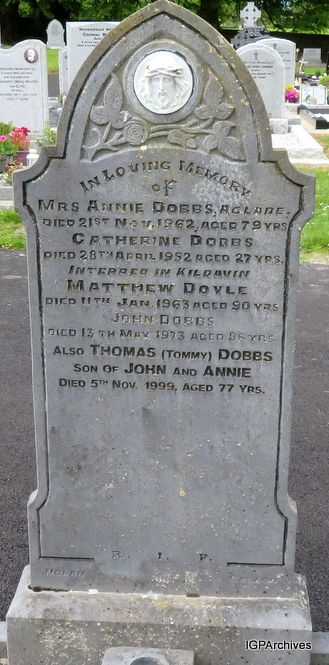 In Loving Memory
of
Mrs Annie Dobbs, Aclare,
died 21st Nov. 1962, aged 79 yrs
Catherine Dobbs
died 28th April 1952 aged 27 yrs.
Interred in Kildavin
Matthew Doyle
died 11th Jan. 1963 aged 90 yrs
John Dobbs
died 13th May 1973 aged 88 yrs
Also Thomas (Tommy) Dobbs
son of John and Annie
Died 5th Nov. 1999, aged 77 yrs.
R. I. P.
Nolan
IGPArchives